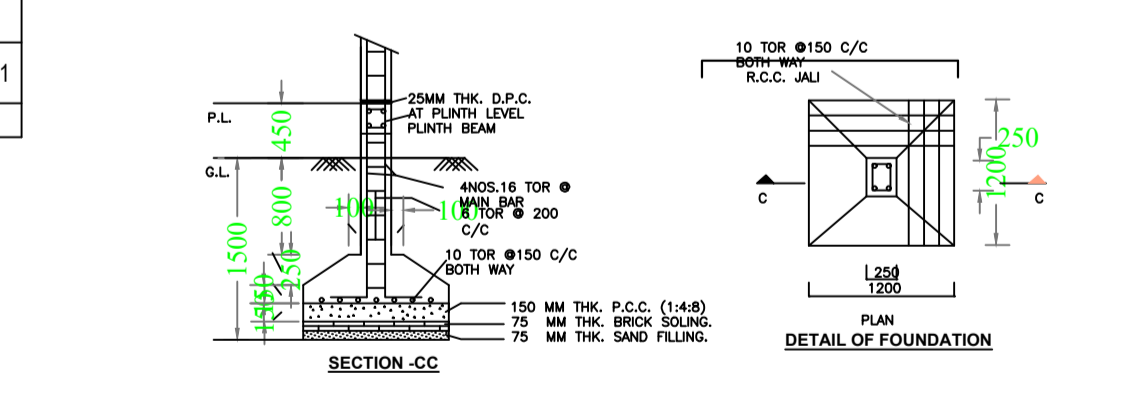 1
P.L.
450
25MM THK. D.P.C.
AT PLINTH LEVEL
PLINTH BEAM
G.L.
800
1500
100
100
4NOS.16 TOR @
MAIN BAR
6 TOR @ 200
C/C
250
10 TOR @150 C/C
BOTH WAY
150 MM THK. P.C.C. (1:4:8)
75 MM THK. BRICK SOLING.
75 MM THK. SAND FILLING.
SECTION -CC
10 TOR @150 C/C
BOTH WAY
R.C.C. JALI
250
1200
C
C
250
1200
PLAN
DETAIL OF FOUNDATION